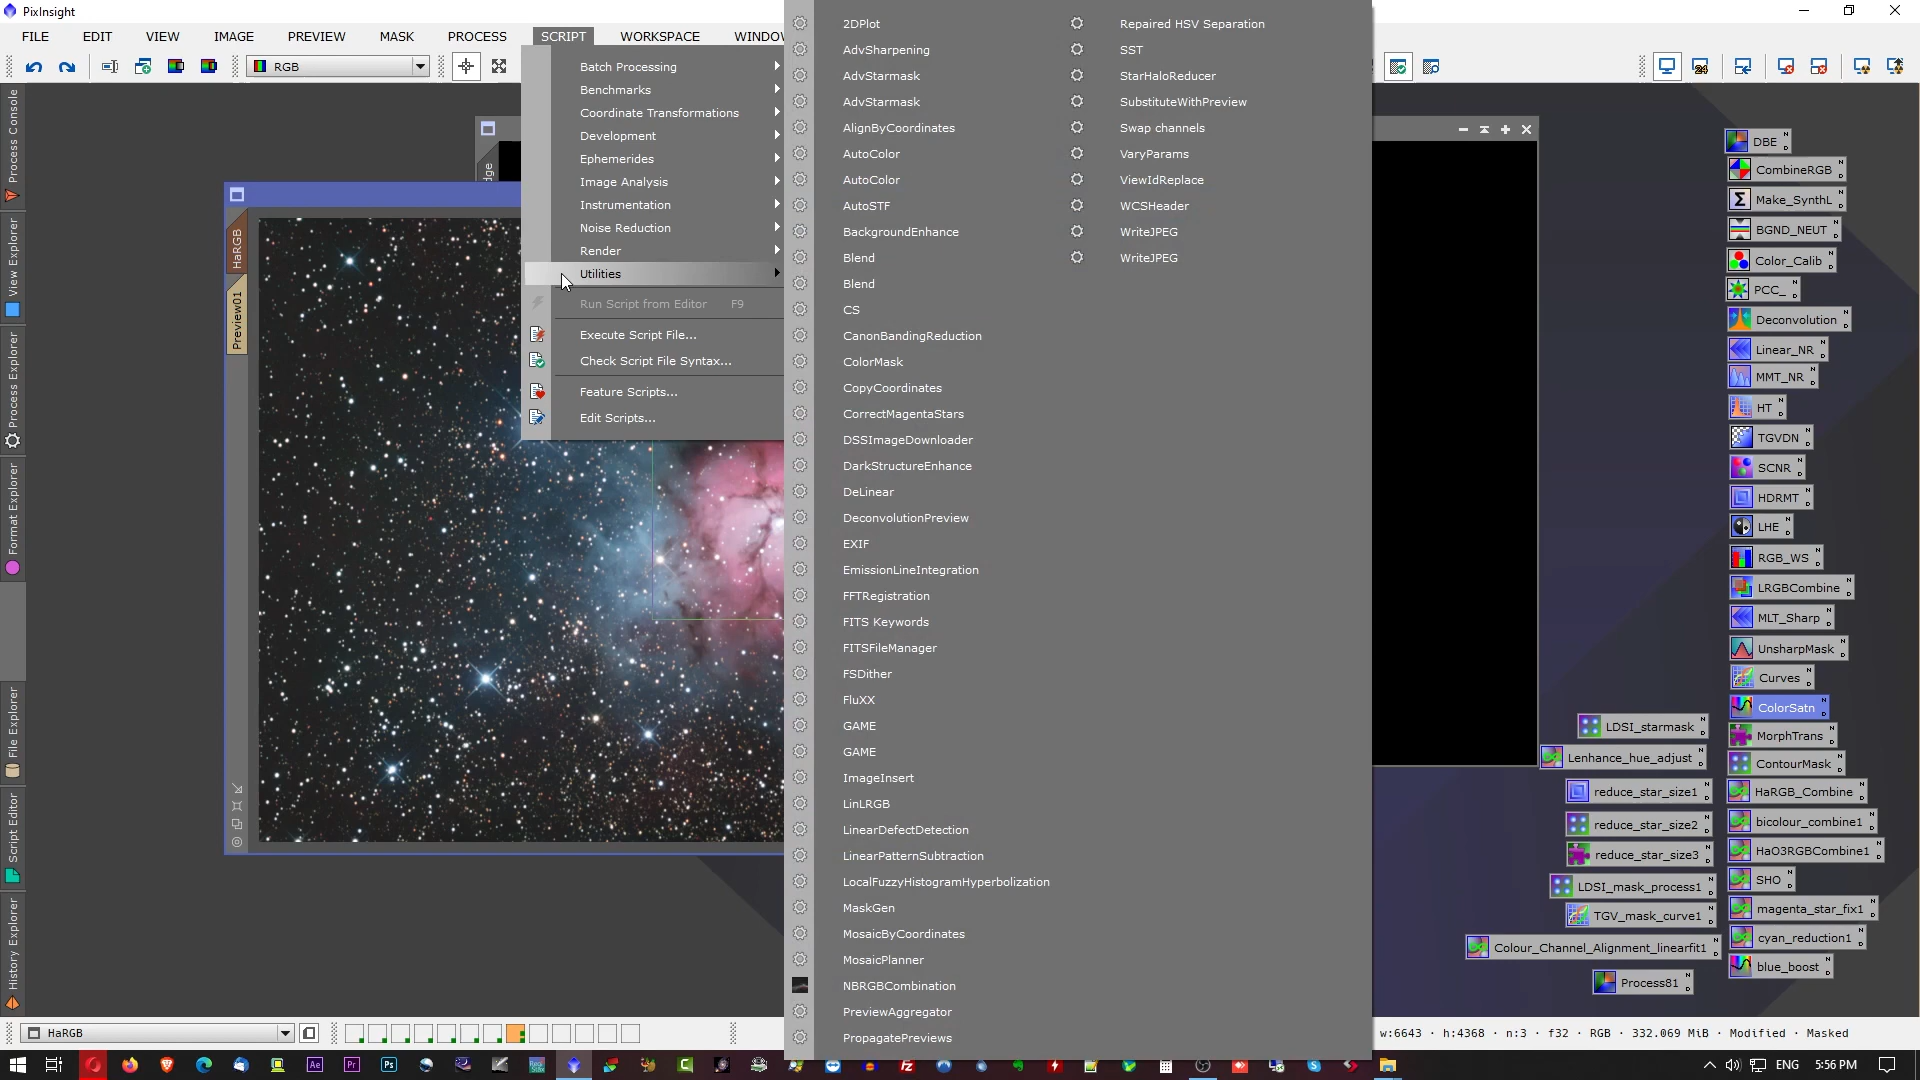 PixInsight
FILE EDIT VIEW IMAGE PREVIEW MASK PROCESS SCRIPT WORKSPACE WINDOW
RGB
24
Batch Processing
Benchmarks
Coordinate Transformations
Development
Ephemerides
Image Analysis
Instrumentation
Noise Reduction
Render
Utilities
Run Script from Editor F9
Execute Script File...
Check Script File Syntax...
Feature Scripts...
Edit Scripts...
2DPlot
AdvSharpening
AdvStarmask
AdvStarmask
AlignByCoordinates
AutoColor
AutoColor
AutoSTF
BackgroundEnhance
Blend
Blend
CS
CanonBandingReduction
ColorMask
CopyCoordinates
CorrectMagentaStars
DSSImageDownloader
DarkStructureEnhance
DeLinear
DeconvolutionPreview
EXIF
EmissionLineIntegration
FFTRegistration
FITS Keywords
FITSFileManager
FSDither
FluXX
GAME
GAME
ImageInsert
LinLRGB
LinearDefectDetection
LinearPatternSubtraction
LocalFuzzyHistogramHyperbolization
MaskGen
MosaicByCoordinates
MosaicPlanner
NBRGBCombination
PreviewAggregator
PropagatePreviews
Repaired HSV Separation
SST
StarHaloReducer
SubstituteWithPreview
Swap channels
VaryParams
ViewIdReplace
WCSHeader
WriteJPEG
WriteJPEG
Process Console
View Explorer
Process Explorer
Format Explorer
File Explorer
Script Editor
History Explorer
HaRGB
Preview01
DBE
CombineRGB
Make_SynthL
BGND_NEUT
Color_Calib
PCC_
Deconvolution
Linear_NR
MMT_NR
HT
TGVDN
SCNR
HDRMT
LHE
RGB_WS
LRGBCombine
MLT_Sharp
UnsharpMask
Curves
ColorSatn
MorphTrans
ContourMask
HaRGB_Combine
bicolour_combine1
HaO3RGBCombine1
SHO
magenta_star_fix1
cyan_reduction1
blue_boost
LDSI_starmask
Lenhance_hue_adjust
reduce_star_size1
reduce_star_size2
reduce_star_size3
LDSI_mask_process1
TGV_mask_curve1
Colour_Channel_Alignment_linearfit1
Process81
HaRGB
w:6643 · h:4368 · n:3 · f32 · RGB · 332.069 MiB · Modified · Masked
ENG 5:56 PM